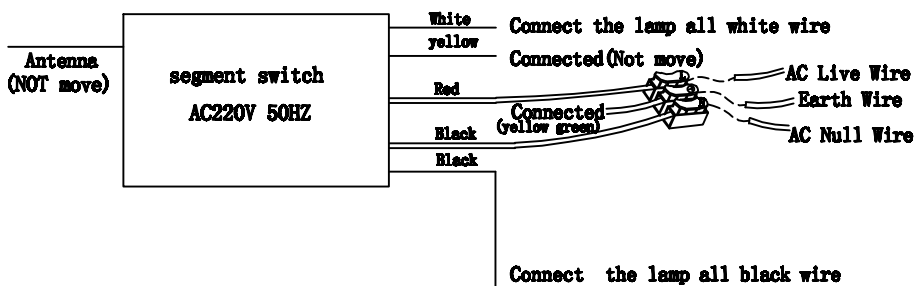 White
Connect the lamp all white wire
yellow
Connected(Not move)
Antenna
(NOT move)
segment switch
AC220V 50HZ
Red
AC Live Wire
Earth Wire
Connected
(yellow green)
Black
AC Null Wire
Black
Connect the lamp all black wire